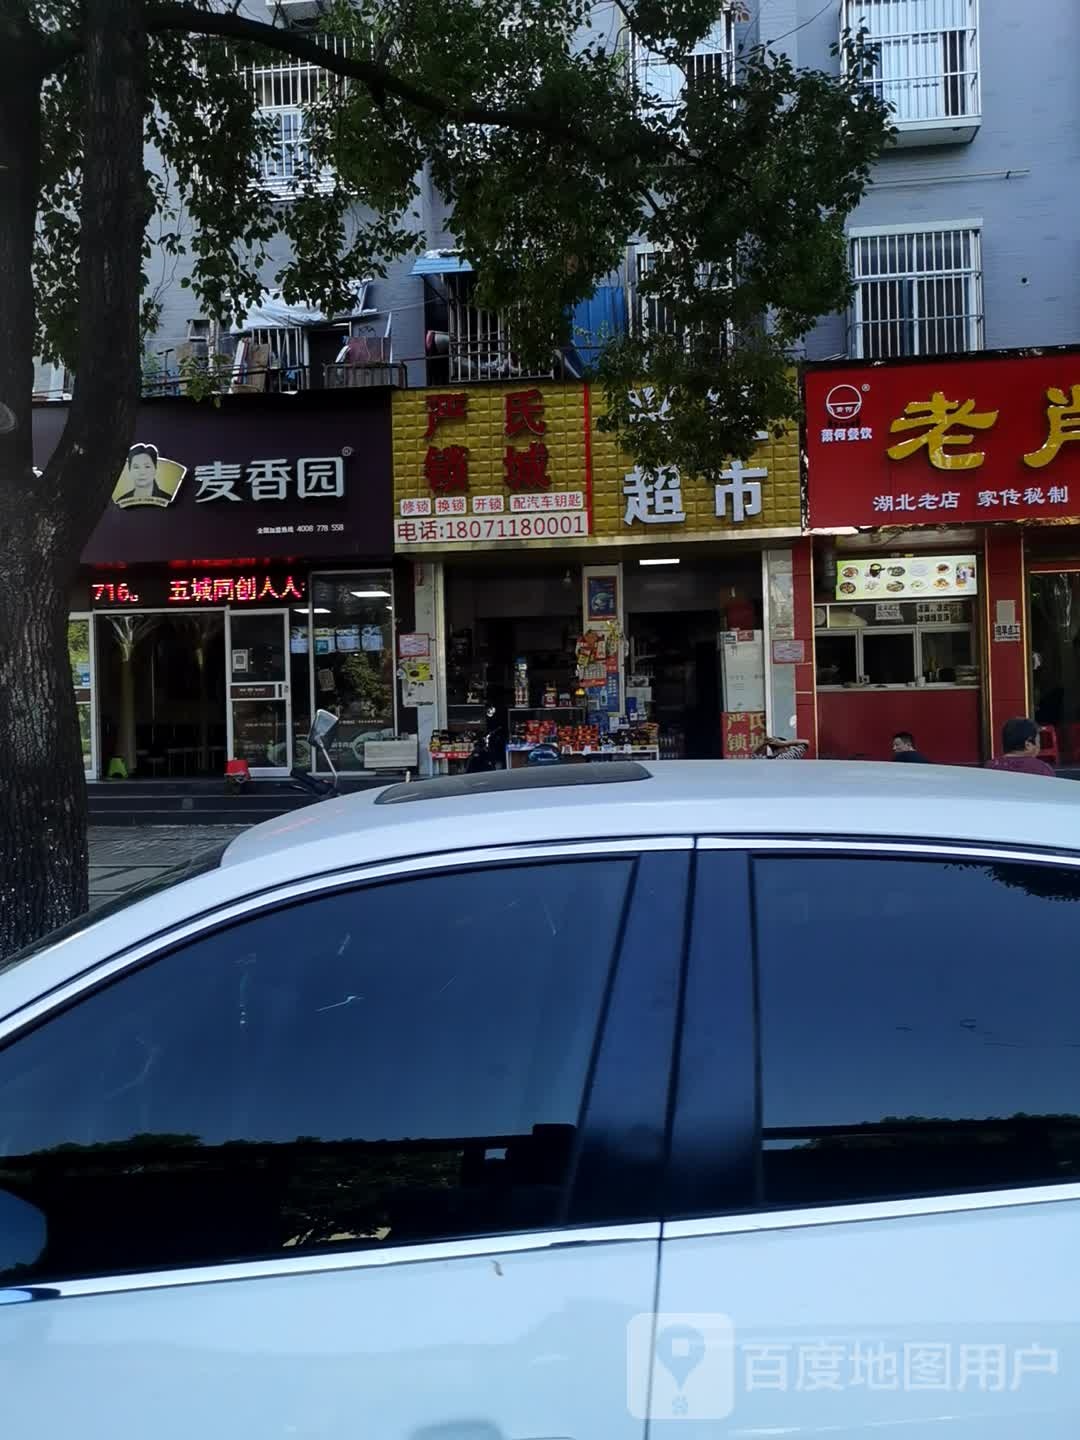 麦香园®
全国加盟热线 4008 778 558
716。 五城同创人人
严氏
锁城
修锁 换锁 开锁 配汽车钥匙
电话:18071180001
超市
萧何餐饮
老肖
湖北老店 家传秘制
严氏
锁城
百度地图用户